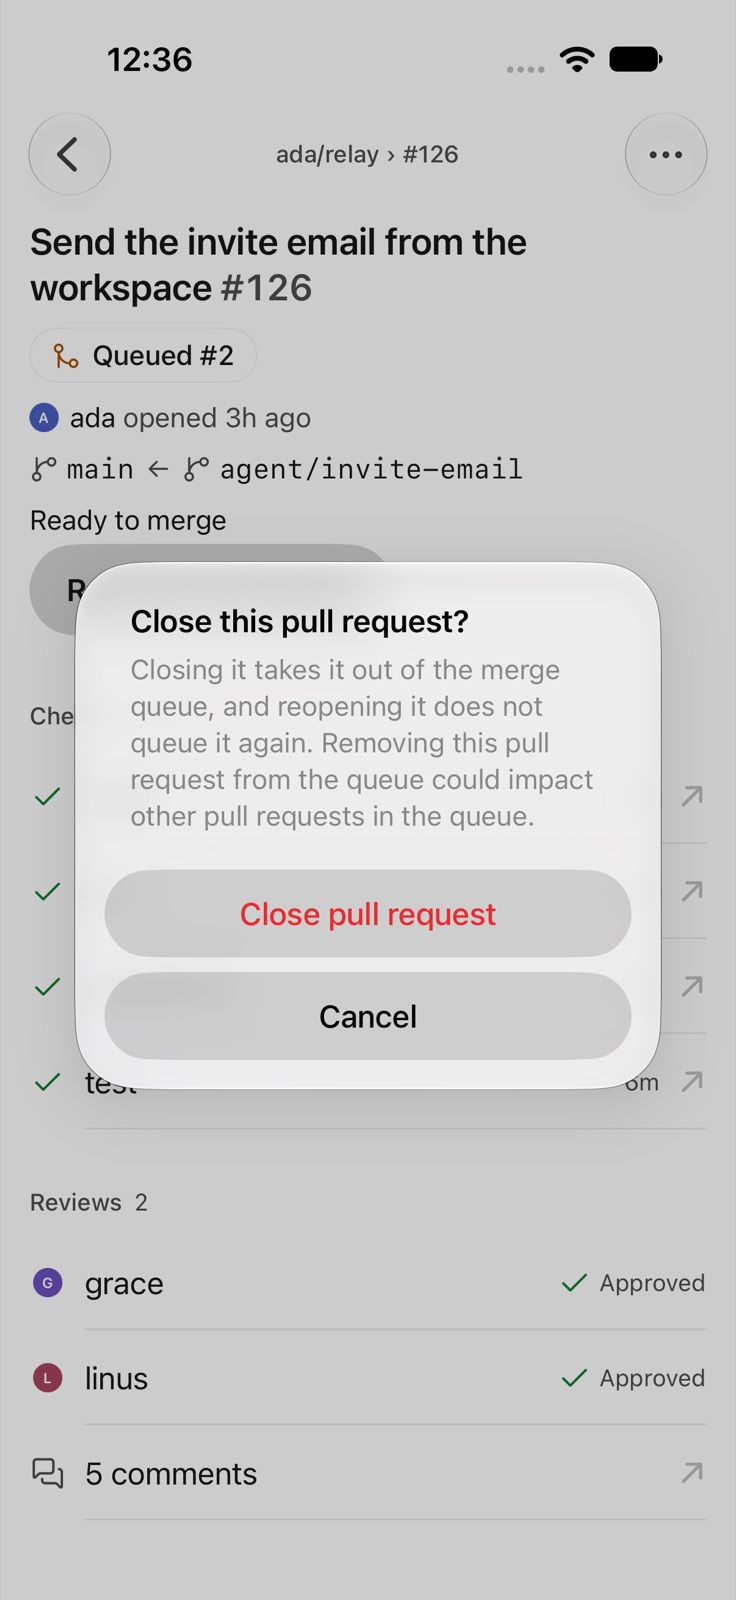 12:36
ada/relay › #126
Send the invite email from the
workspace #126
Queued #2
A ada opened 3h ago
main ← agent/invite-email
Ready to merge
Close this pull request?
Closing it takes it out of the merge
queue, and reopening it does not
queue it again. Removing this pull
request from the queue could impact
other pull requests in the queue.
Close pull request
Cancel
test 6m
Reviews 2
G grace Approved
L linus Approved
5 comments